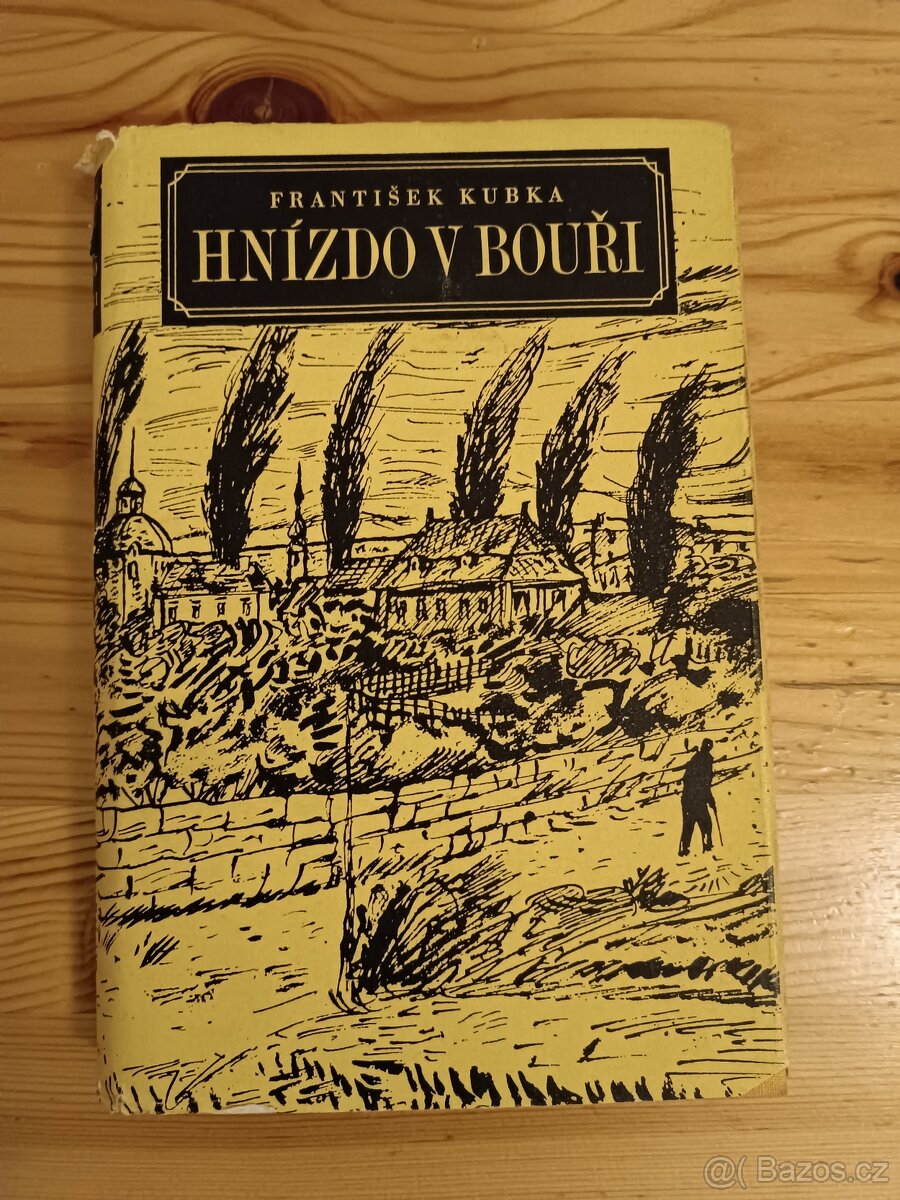 FRANTIŠEK KUBKA
HNÍZDO V BOUŘI
@( Bazos.cz